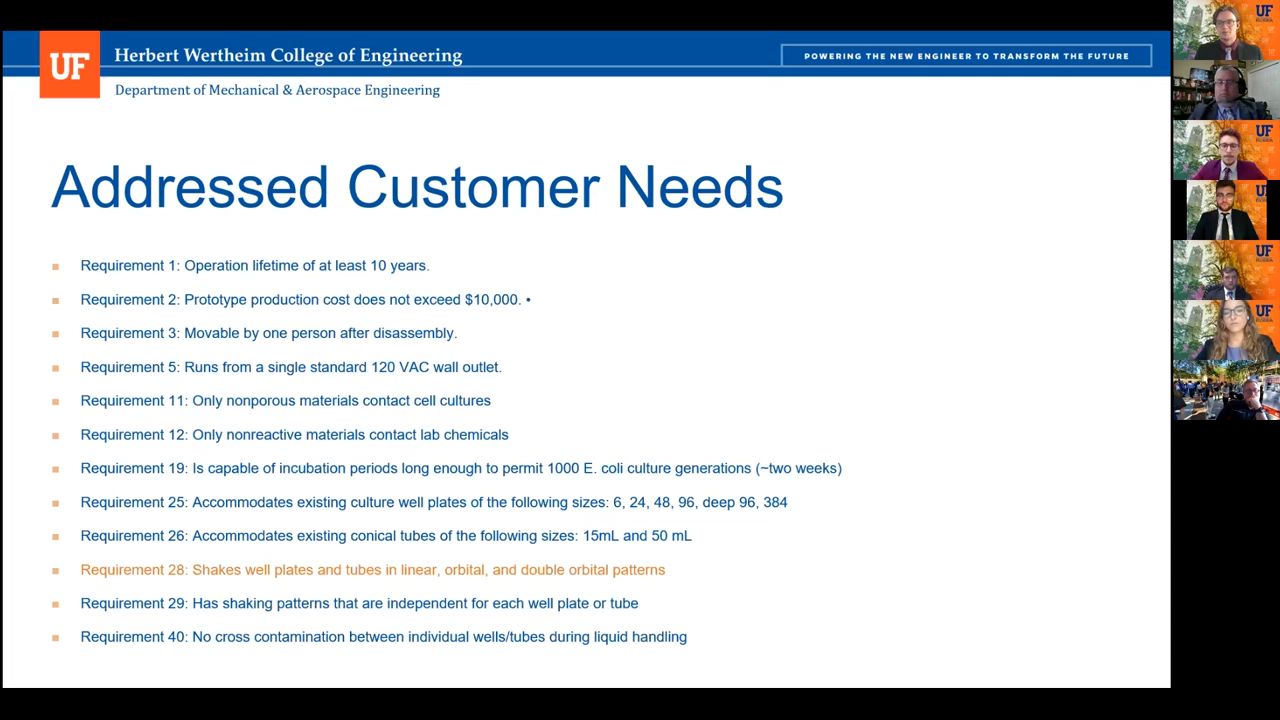 UF
Herbert Wertheim College of Engineering
POWERING THE NEW ENGINEER TO TRANSFORM THE FUTURE
Department of Mechanical & Aerospace Engineering
Addressed Customer Needs
Requirement 1: Operation lifetime of at least 10 years.
Requirement 2: Prototype production cost does not exceed $10,000. •
Requirement 3: Movable by one person after disassembly.
Requirement 5: Runs from a single standard 120 VAC wall outlet.
Requirement 11: Only nonporous materials contact cell cultures
Requirement 12: Only nonreactive materials contact lab chemicals
Requirement 19: Is capable of incubation periods long enough to permit 1000 E. coli culture generations (~two weeks)
Requirement 25: Accommodates existing culture well plates of the following sizes: 6, 24, 48, 96, deep 96, 384
Requirement 26: Accommodates existing conical tubes of the following sizes: 15mL and 50 mL
Requirement 28: Shakes well plates and tubes in linear, orbital, and double orbital patterns
Requirement 29: Has shaking patterns that are independent for each well plate or tube
Requirement 40: No cross contamination between individual wells/tubes during liquid handling
UF
UF
UF
UF
UF